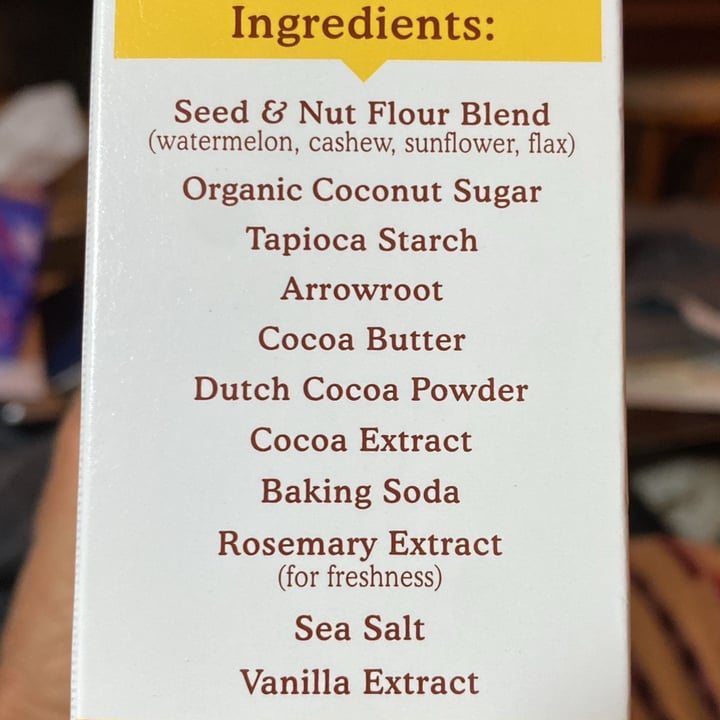 Ingredients:
Seed & Nut Flour Blend
(watermelon, cashew, sunflower, flax)
Organic Coconut Sugar
Tapioca Starch
Arrowroot
Cocoa Butter
Dutch Cocoa Powder
Cocoa Extract
Baking Soda
Rosemary Extract
(for freshness)
Sea Salt
Vanilla Extract